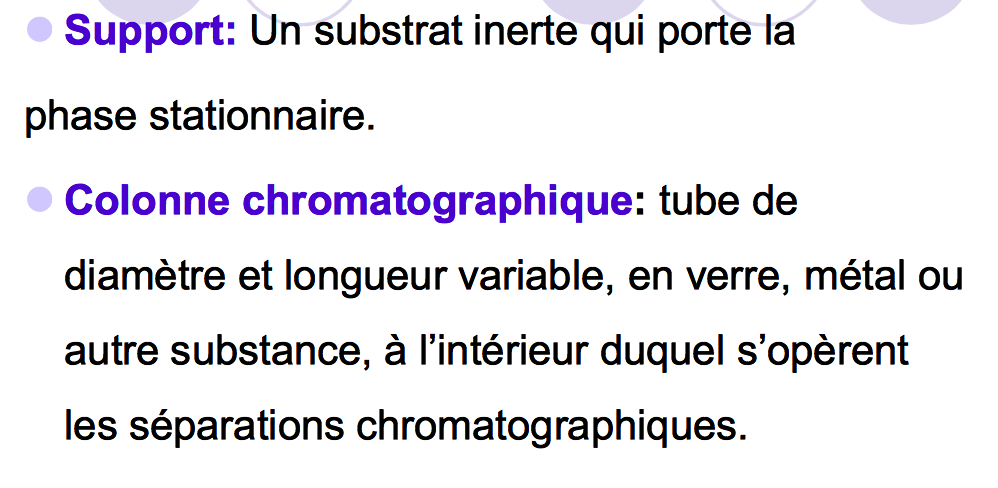 Support: Un substrat inerte qui porte la
phase stationnaire.
Colonne chromatographique: tube de
diamètre et longueur variable, en verre, métal ou
autre substance, à l’intérieur duquel s’opèrent
les séparations chromatographiques.